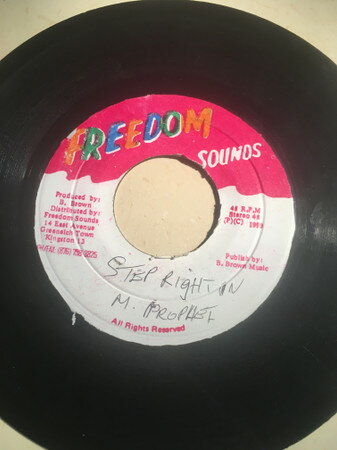 FREEDOM
SOUNDS
Produced by:
B. Brown
Distributed by:
Freedom Sounds
14 East Avenue
Greenwich Town
Kingston 13
45 R.P.M
Stereo 45
(P)(C)
Publish by:
B. Brown Music
STEP RIGHT IN
M. PROPHET
All Rights Reserved